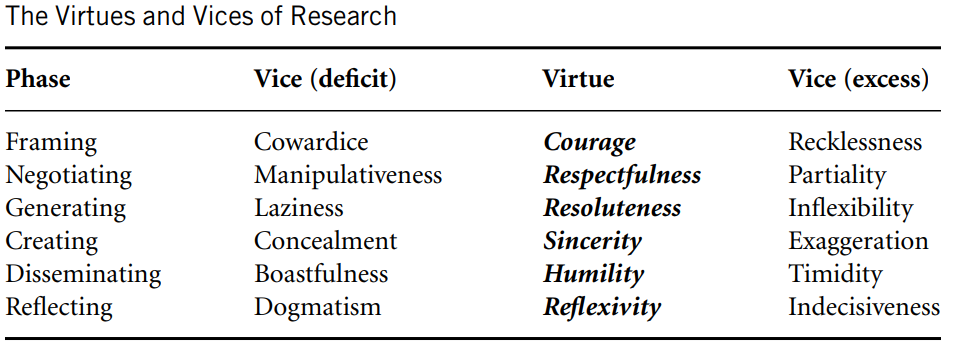 The Virtues and Vices of Research
Phase Vice (deficit) Virtue Vice (excess)
Framing Cowardice Courage Recklessness
Negotiating Manipulativeness Respectfulness Partiality
Generating Laziness Resoluteness Inflexibility
Creating Concealment Sincerity Exaggeration
Disseminating Boastfulness Humility Timidity
Reflecting Dogmatism Reflexivity Indecisiveness